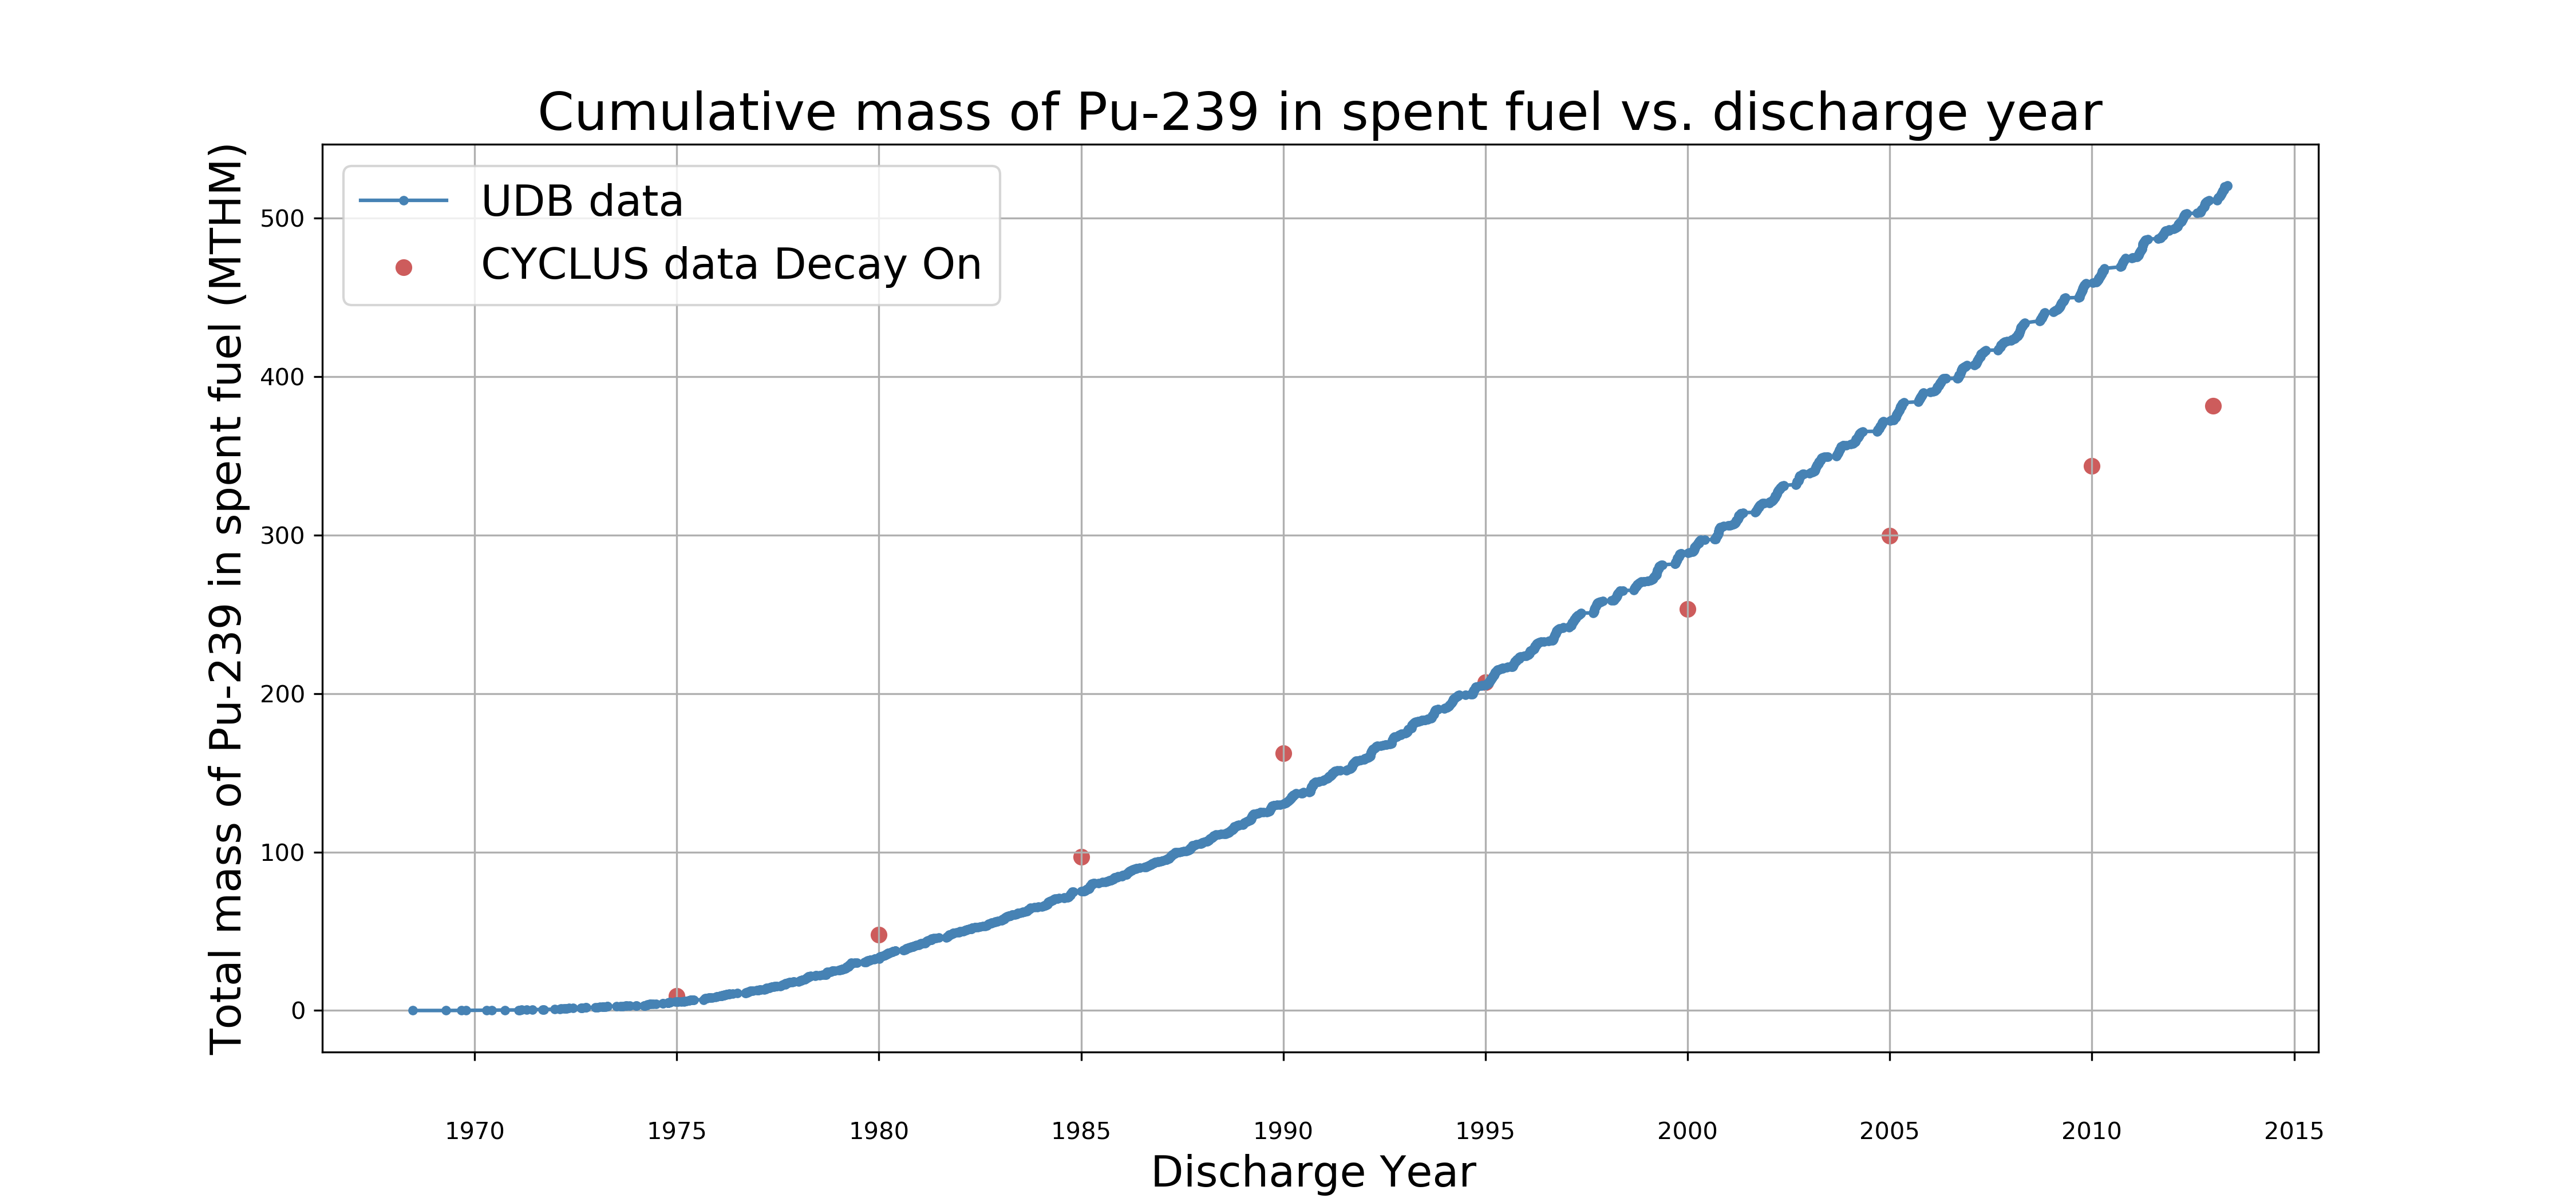 Cumulative mass of Pu-239 in spent fuel vs. discharge year
Total mass of Pu-239 in spent fuel (MTHM)
UDB data
CYCLUS data Decay On
500
400
300
200
100
0
1970 1975 1980 1985 1990 1995 2000 2005 2010 2015
Discharge Year